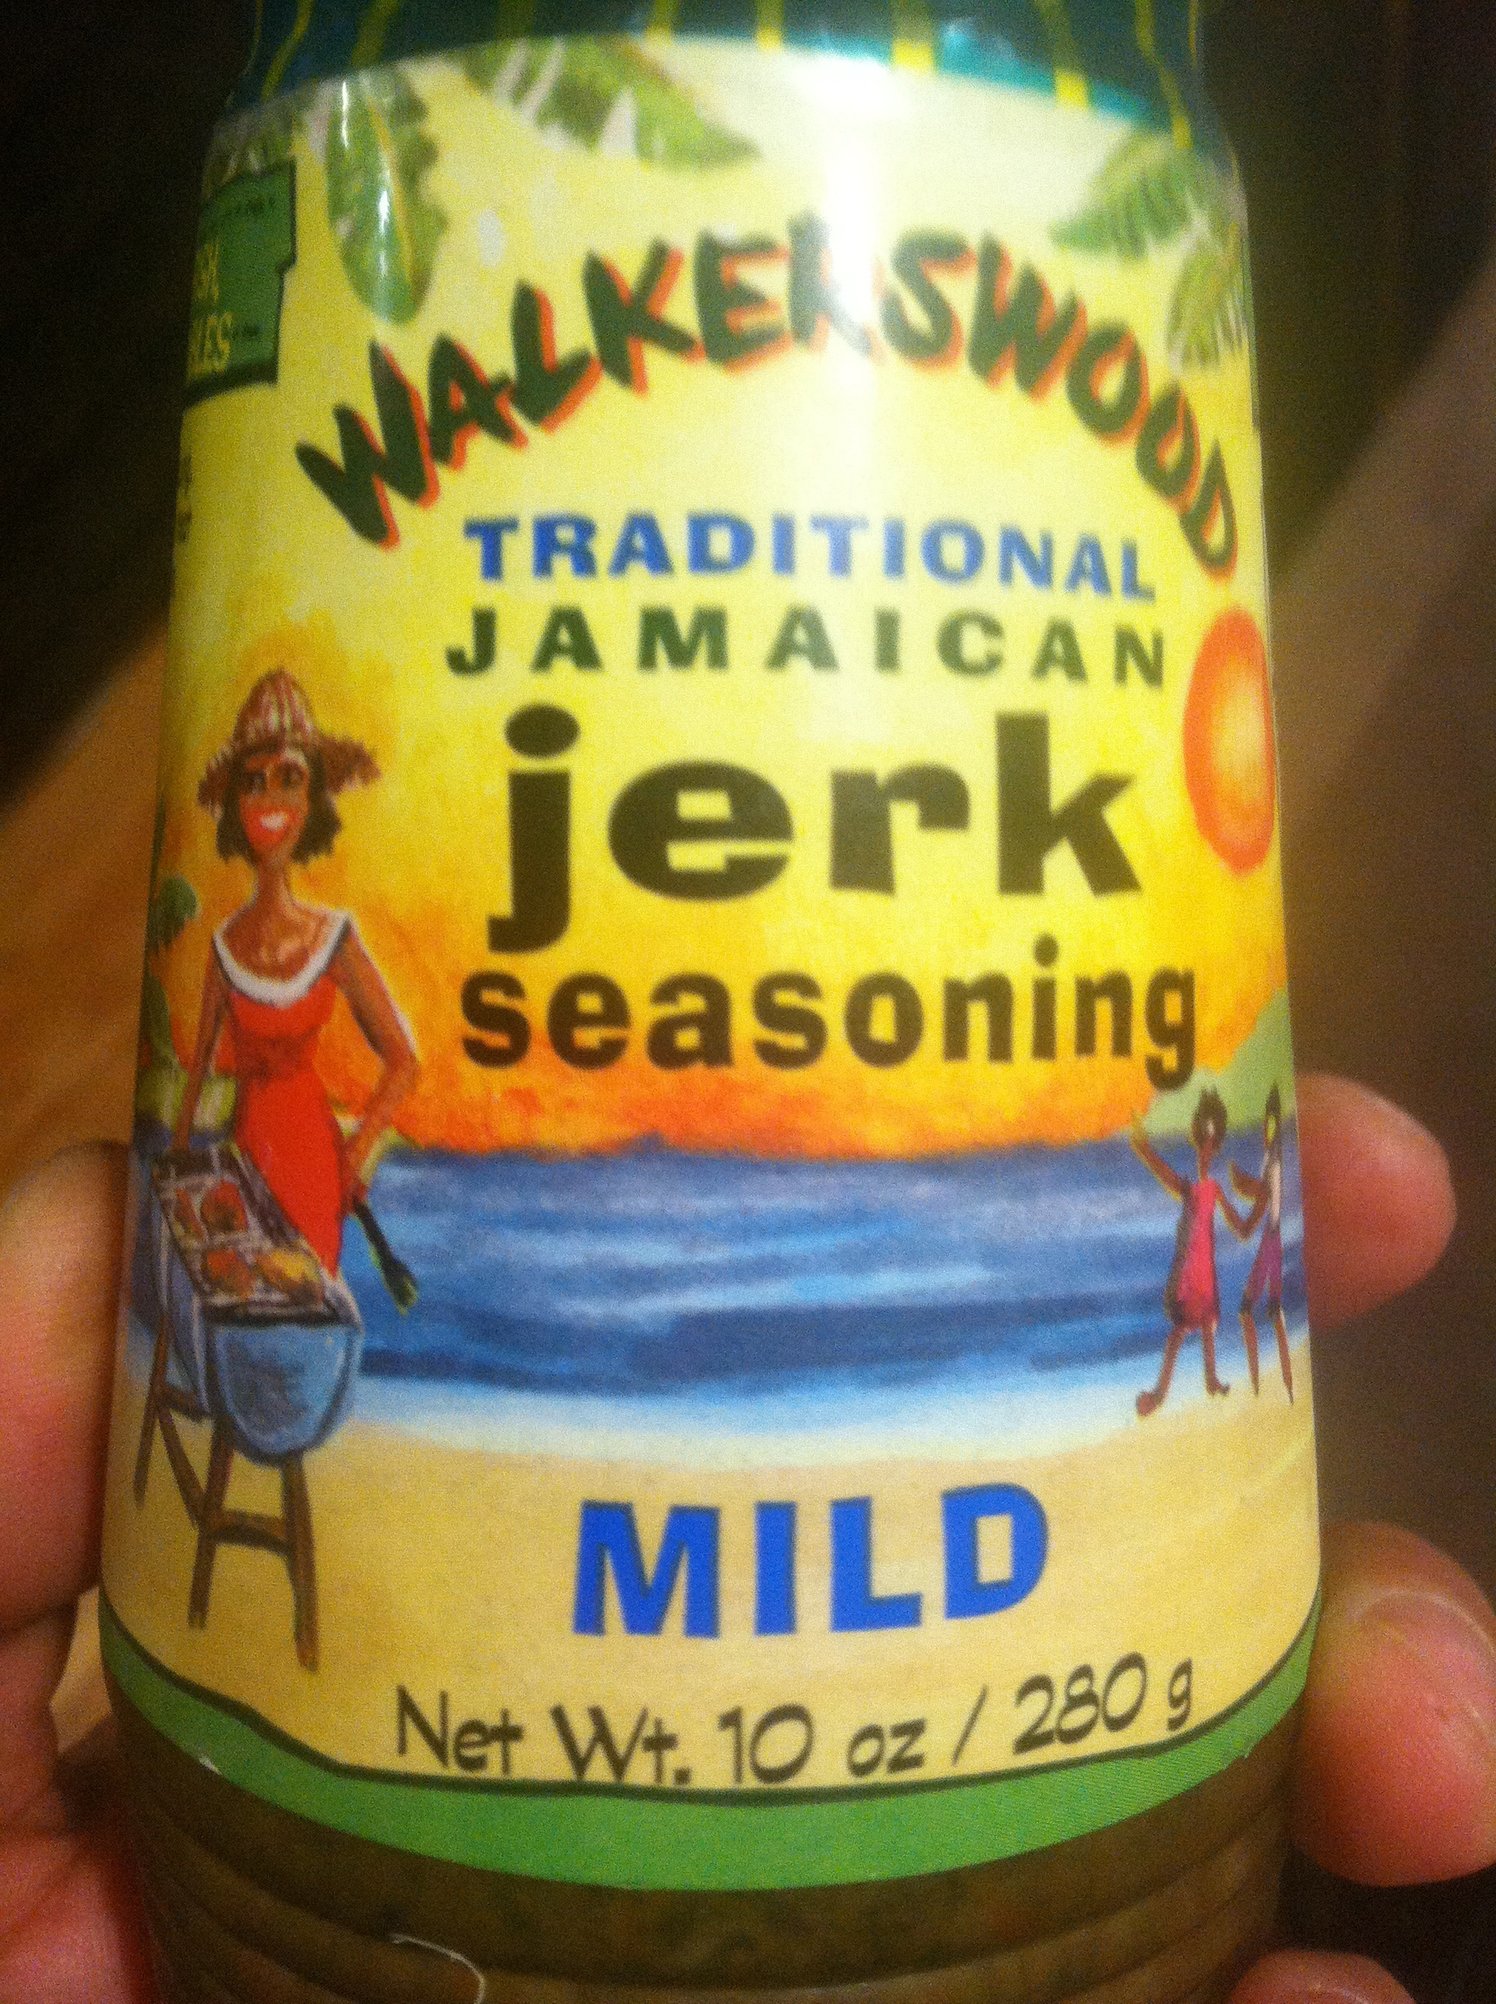 WALKERSWOOD
TRADITIONAL
JAMAICAN
jerk
seasoning
MILD
Net Wt. 10 oz / 280 g